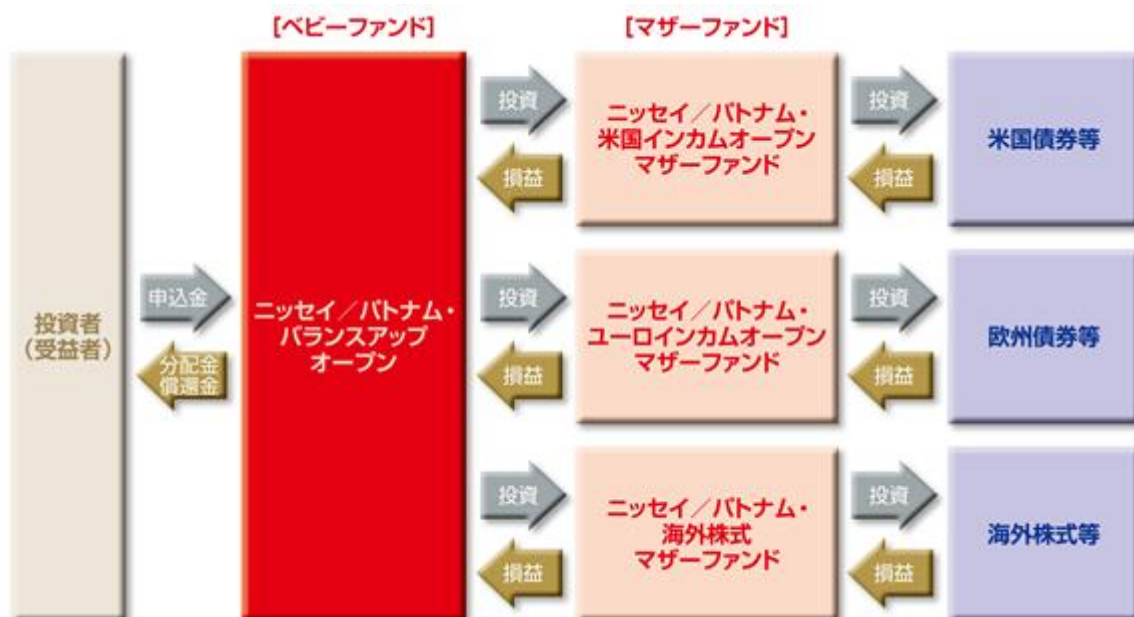 [ベビーファンド]
[マザーファンド]
投資者
(受益者)
申込金
分配金
償還金
ニッセイ/パトナム・
バランスアップ
オープン
投資
損益
ニッセイ/パトナム・
米国インカムオープン
マザーファンド
投資
損益
米国債券等
投資
損益
ニッセイ/パトナム・
ユーロインカムオープン
マザーファンド
投資
損益
欧州債券等
投資
損益
ニッセイ/パトナム・
海外株式
マザーファンド
投資
損益
海外株式等